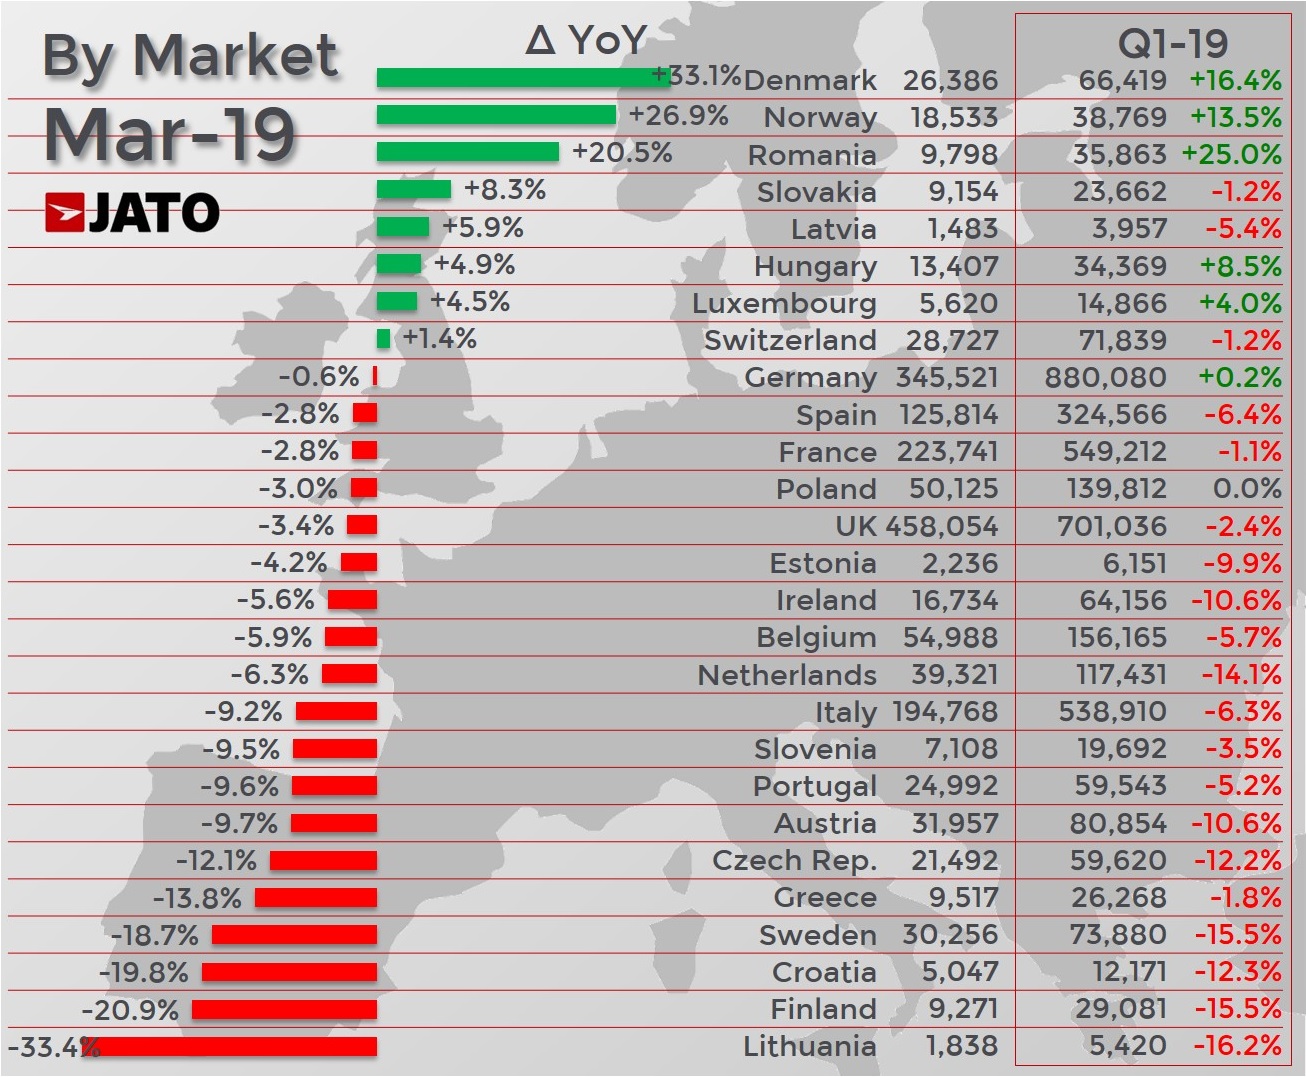 By Market
Mar-19
JATO
Δ YoY
Q1-19
+33.1% Denmark 26,386 66,419 +16.4%
+26.9% Norway 18,533 38,769 +13.5%
+20.5% Romania 9,798 35,863 +25.0%
+8.3% Slovakia 9,154 23,662 -1.2%
+5.9% Latvia 1,483 3,957 -5.4%
+4.9% Hungary 13,407 34,369 +8.5%
+4.5% Luxembourg 5,620 14,866 +4.0%
+1.4% Switzerland 28,727 71,839 -1.2%
-0.6% Germany 345,521 880,080 +0.2%
-2.8% Spain 125,814 324,566 -6.4%
-2.8% France 223,741 549,212 -1.1%
-3.0% Poland 50,125 139,812 0.0%
-3.4% UK 458,054 701,036 -2.4%
-4.2% Estonia 2,236 6,151 -9.9%
-5.6% Ireland 16,734 64,156 -10.6%
-5.9% Belgium 54,988 156,165 -5.7%
-6.3% Netherlands 39,321 117,431 -14.1%
-9.2% Italy 194,768 538,910 -6.3%
-9.5% Slovenia 7,108 19,692 -3.5%
-9.6% Portugal 24,992 59,543 -5.2%
-9.7% Austria 31,957 80,854 -10.6%
-12.1% Czech Rep. 21,492 59,620 -12.2%
-13.8% Greece 9,517 26,268 -1.8%
-18.7% Sweden 30,256 73,880 -15.5%
-19.8% Croatia 5,047 12,171 -12.3%
-20.9% Finland 9,271 29,081 -15.5%
-33.4% Lithuania 1,838 5,420 -16.2%